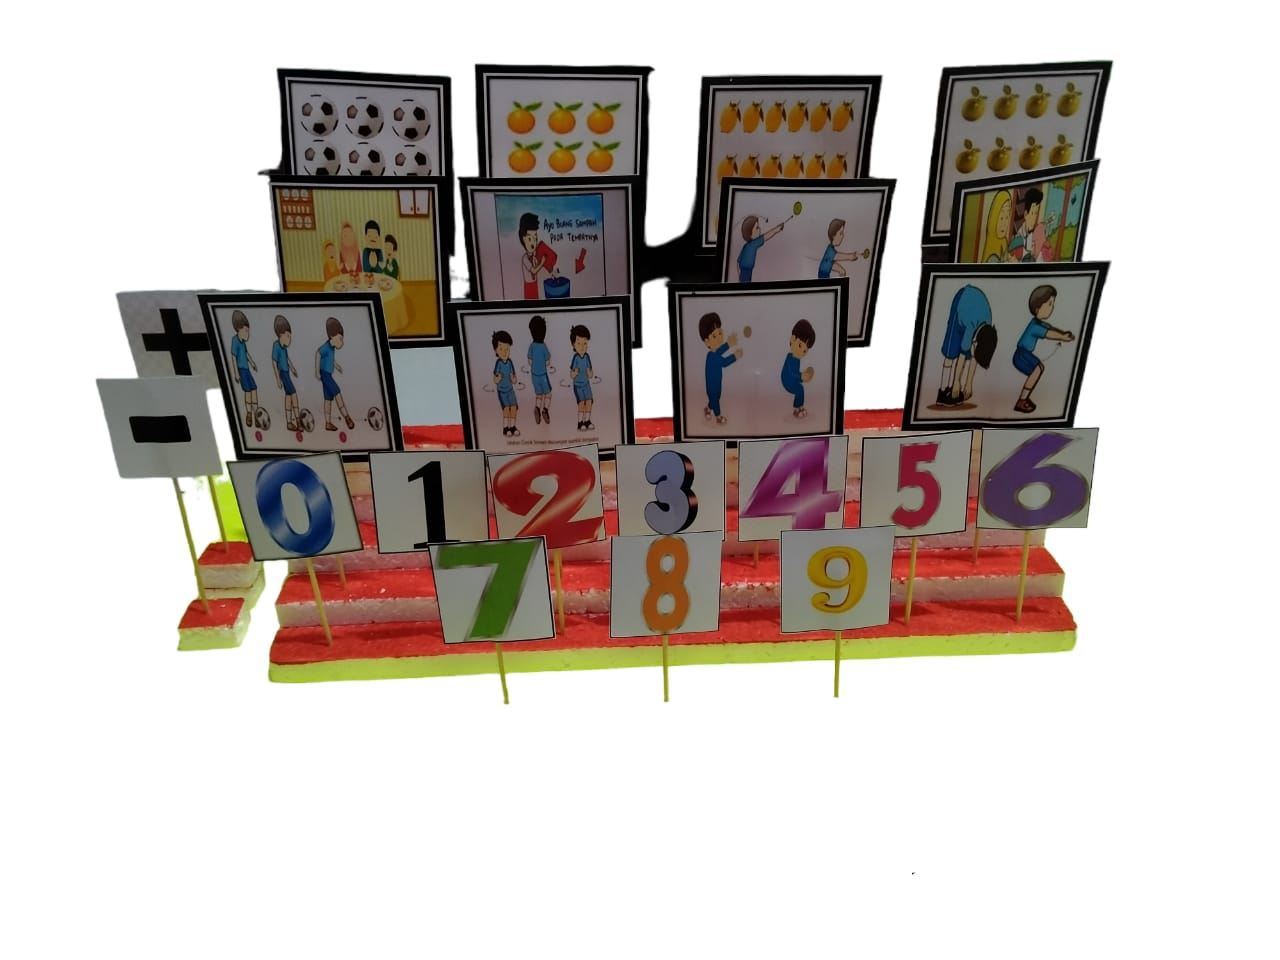 AYO BUANG SAMPAH
PADA TEMPATNYA
+
-
0 1 2 3 4 5 6
7 8 9